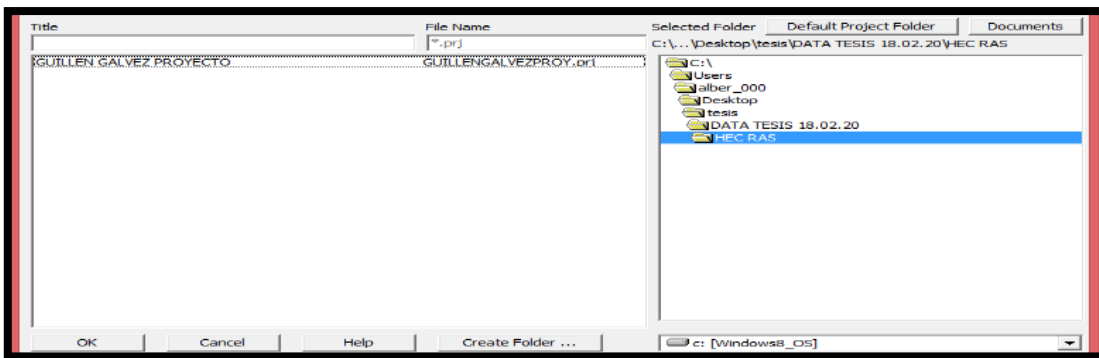 Title File Name Selected Folder Default Project Folder Documents
*.prj C:\...\Desktop\tesis\DATA TESIS 18.02.20\HEC RAS
GUILLEN GALVEZ PROYECTO GUILLENGALVEZPROY.prj C:\
Users
alber_000
Desktop
tesis
DATA TESIS 18.02.20
HEC RAS
OK Cancel Help Create Folder ... c: [Windows8_OS]